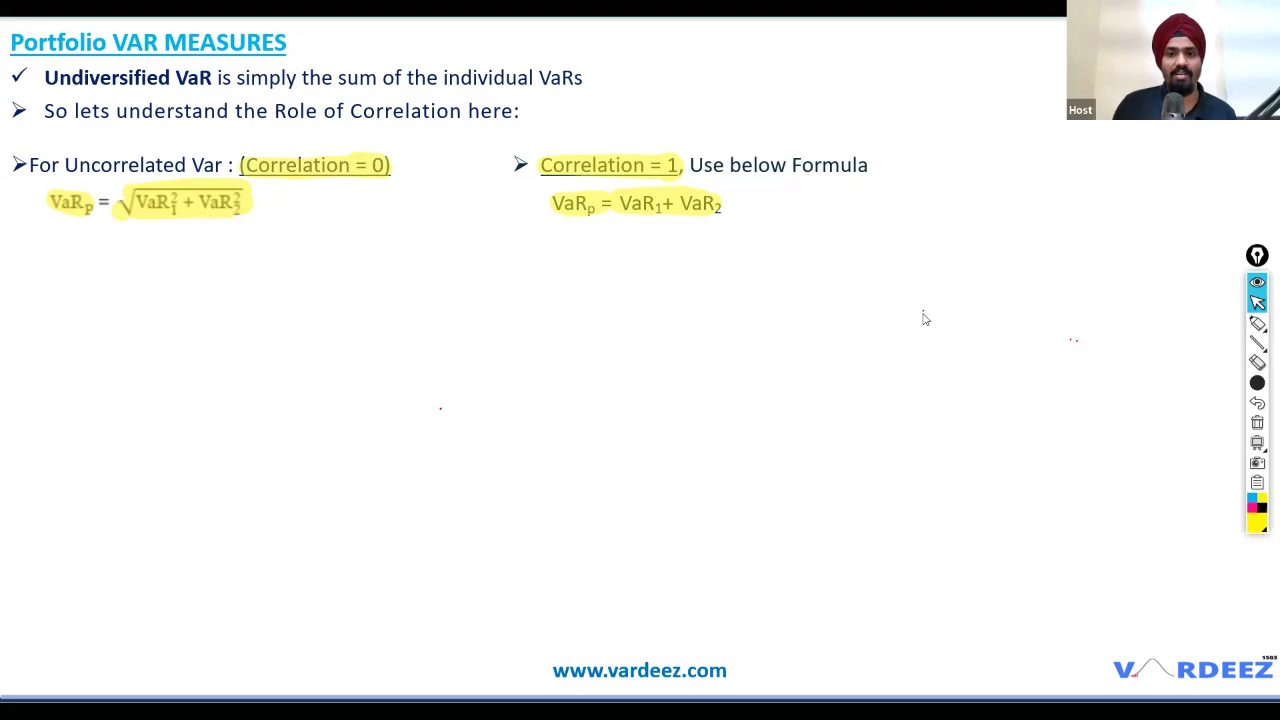 Portfolio VAR MEASURES
✓ Undiversified VaR is simply the sum of the individual VaRs
➢ So lets understand the Role of Correlation here:
➢For Uncorrelated Var : (Correlation = 0)
VaRₚ = √(VaR₁² + VaR₂²)
➢ Correlation = 1, Use below Formula
VaRₚ = VaR₁+ VaR₂
Host
www.vardeez.com
VARDEEZ
1503